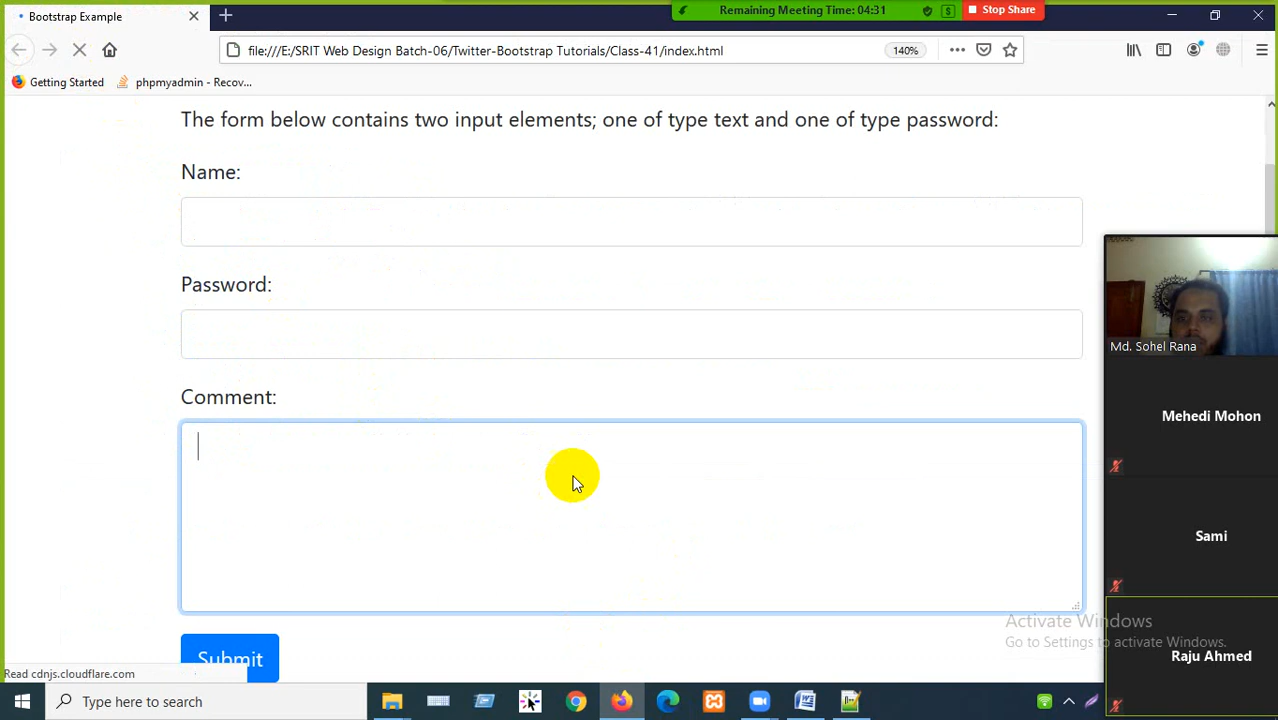 Bootstrap Example
Remaining Meeting Time: 04:31
Stop Share
file:///E:/SRIT Web Design Batch-06/Twitter-Bootstrap Tutorials/Class-41/index.html
140%
Getting Started
phpmyadmin - Recov...
The form below contains two input elements; one of type text and one of type password:
Name:
Password:
Comment:
Submit
Read cdnjs.cloudflare.com
Md. Sohel Rana
Mehedi Mohon
Sami
Raju Ahmed
Activate Windows
Go to Settings to activate Windows.
Type here to search